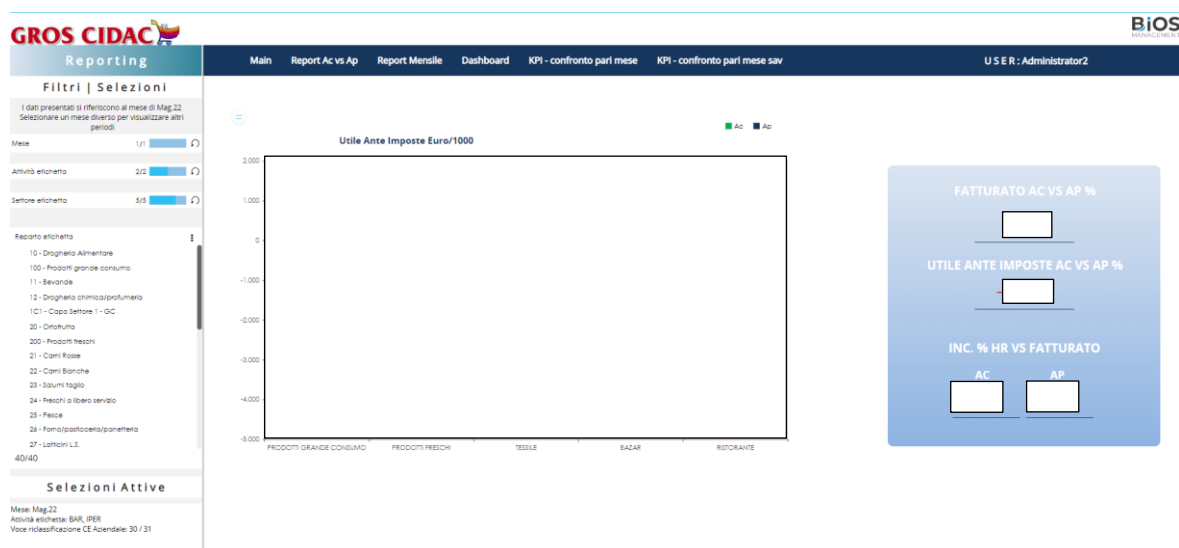 GROS CIDAC
BiOS
MANAGEMENT
Reporting
Main
Report Ac vs Ap
Report Mensile
Dashboard
KPI - confronto pari mese
KPI - confronto pari mese sav
USER: Administrator2
Filtri | Selezioni
I dati presentati si riferiscono al mese di Mag.22
Selezionare un mese diverso per visualizzare altri
periodi
Mese 1/1
Attività etichetta 2/2
Settore etichetta 5/5
Reparto etichetta
10 - Drogheria Alimentare
100 - Prodotti grande consumo
11 - Bevande
12 - Drogheria chimica/profumeria
1C1 - Capo Settore 1 - GC
20 - Ortofrutta
200 - Prodotti freschi
21 - Carni Rosse
22 - Carni Bianche
23 - Salumi taglio
24 - Freschi a libero servizio
25 - Pesce
26 - Forno/pasticceria/panetteria
27 - Latticini L.S.
40/40
Selezioni Attive
Mese: Mag.22
Attività etichetta: BAR, IPER
Voce riclassificazione CE Aziendale: 30 / 31
Ac Ap
Utile Ante Imposte Euro/1000
2.000
1.000
0
-1.000
-2.000
-3.000
-4.000
-5.000
PRODOTTI GRANDE CONSUMO
PRODOTTI FRESCHI
TESSILE
BAZAR
RISTORANTE
FATTURATO AC VS AP %
UTILE ANTE IMPOSTE AC VS AP %
-
INC. % HR VS FATTURATO
AC AP